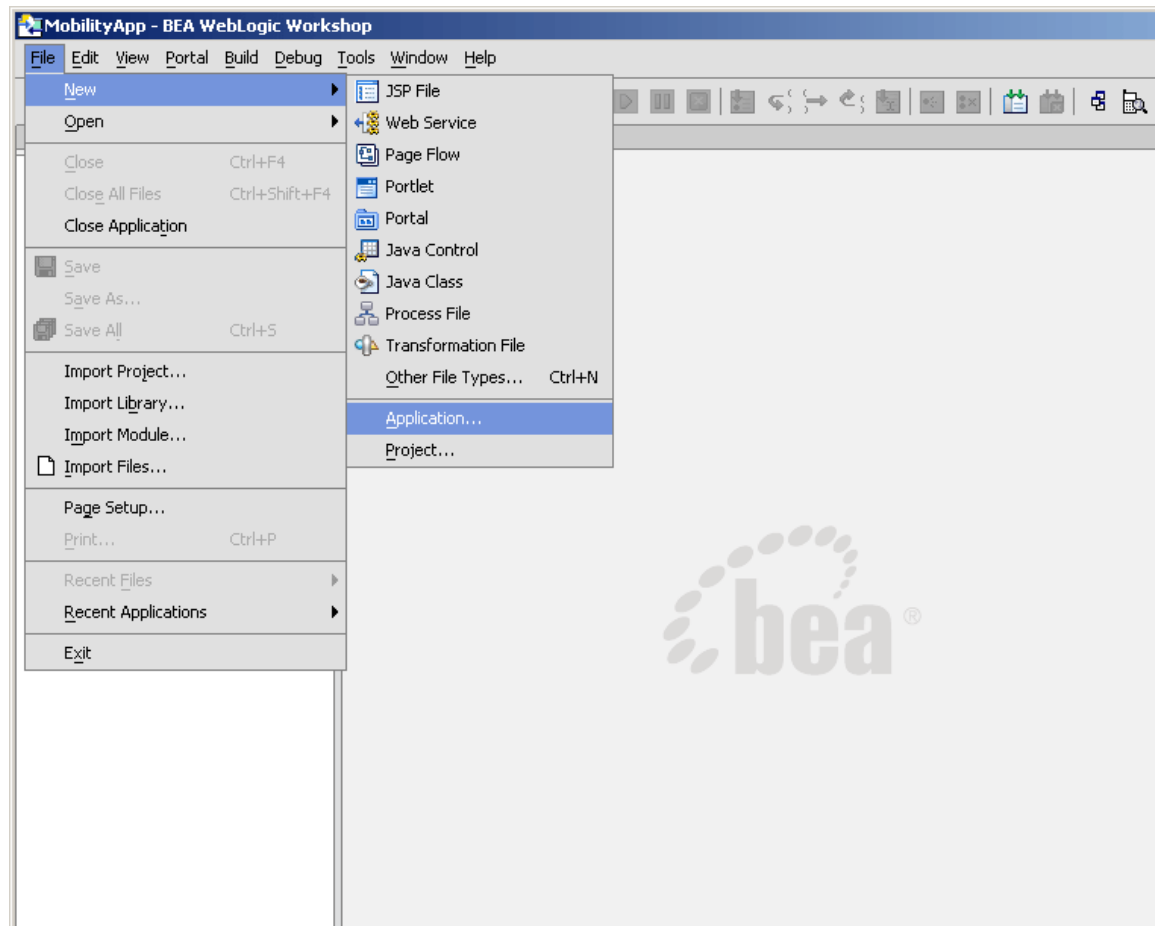 MobilityApp - BEA WebLogic Workshop
File Edit View Portal Build Debug Tools Window Help
New
Open
Close Ctrl+F4
Close All Files Ctrl+Shift+F4
Close Application
Save
Save As...
Save All Ctrl+S
Import Project...
Import Library...
Import Module...
Import Files...
Page Setup...
Print... Ctrl+P
Recent Files
Recent Applications
Exit
JSP File
Web Service
Page Flow
Portlet
Portal
Java Control
Java Class
Process File
Transformation File
Other File Types... Ctrl+N
Application...
Project...
bea®